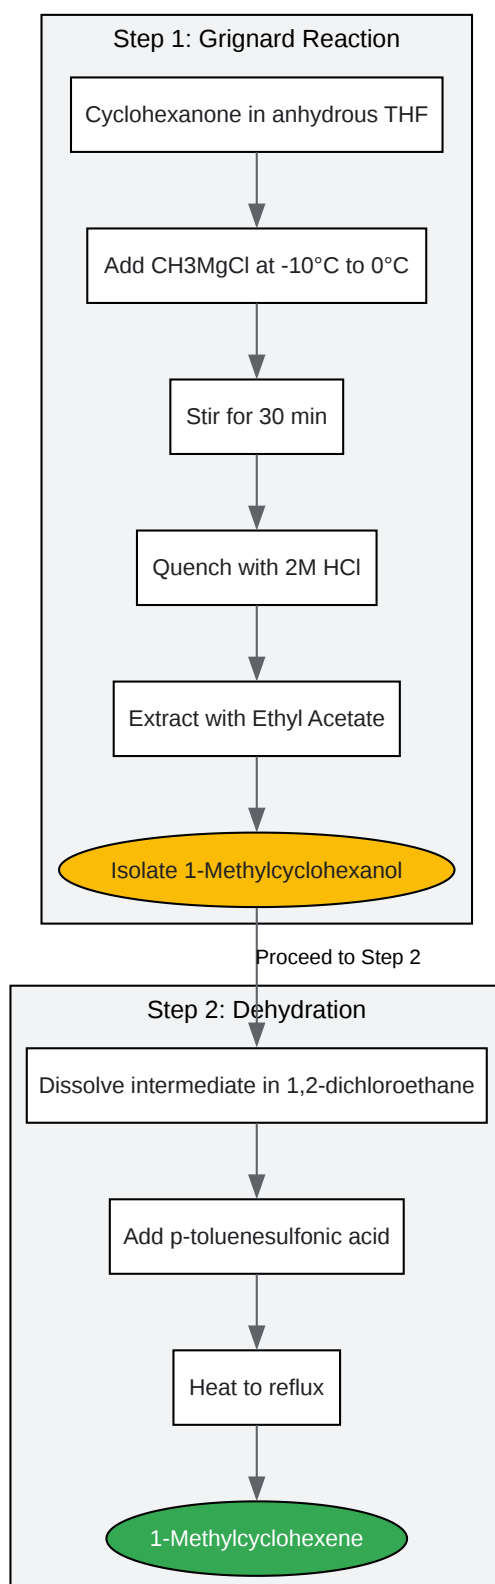 Step 1: Grignard Reaction
Cyclohexanone in anhydrous THF
Add CH3MgCl at -10°C to 0°C
Stir for 30 min
Quench with 2M HCl
Extract with Ethyl Acetate
Isolate 1-Methylcyclohexanol
Proceed to Step 2
Step 2: Dehydration
Dissolve intermediate in 1,2-dichloroethane
Add p-toluenesulfonic acid
Heat to reflux
1-Methylcyclohexene